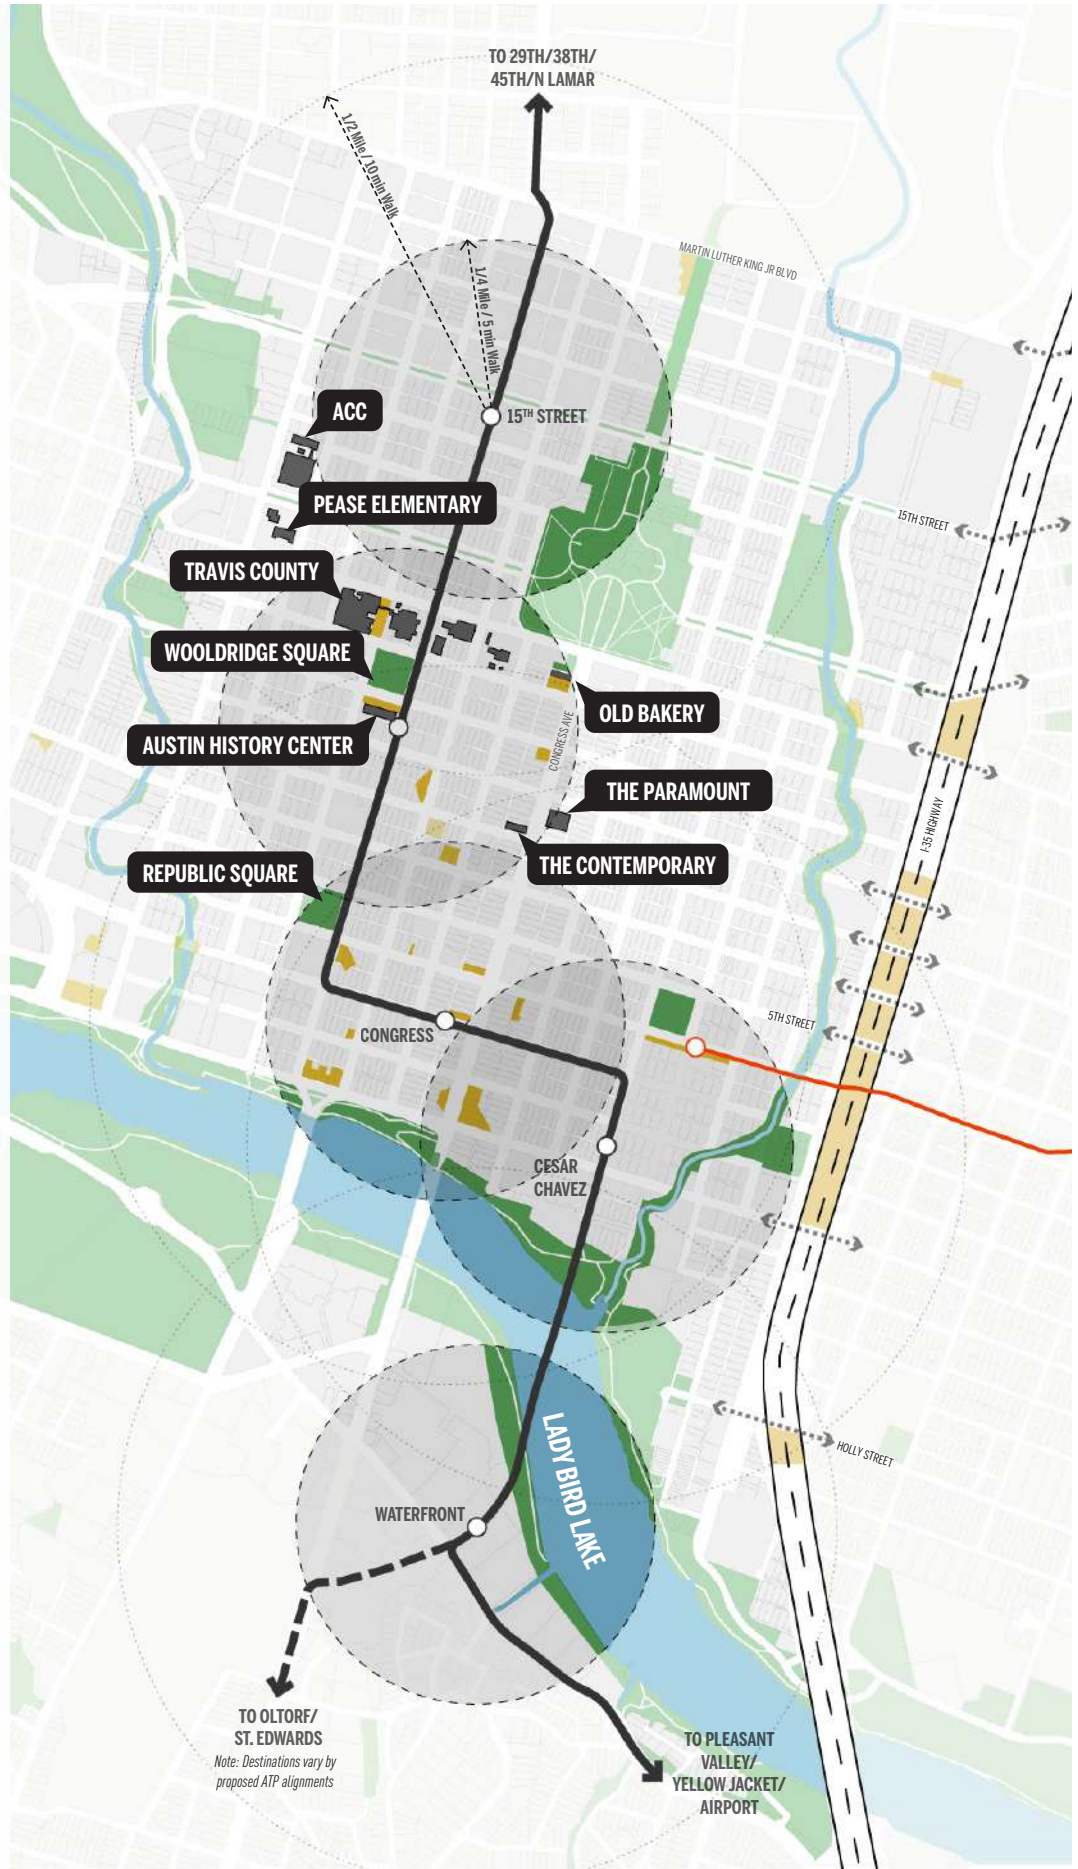 TO 29TH/38TH/
45TH/N LAMAR
1/2 Mile / 10 min Walk
1/4 Mile / 5 min Walk
MARTIN LUTHER KING JR BLVD
ACC
15TH STREET
PEASE ELEMENTARY
15TH STREET
TRAVIS COUNTY
WOOLDRIDGE SQUARE
OLD BAKERY
AUSTIN HISTORY CENTER
CONGRESS AVE
THE PARAMOUNT
I-35 HIGHWAY
THE CONTEMPORARY
REPUBLIC SQUARE
5TH STREET
CONGRESS
CESAR
CHAVEZ
LADY BIRD LAKE
HOLLY STREET
WATERFRONT
TO OLTORF/
ST. EDWARDS
Note: Destinations vary by
proposed ATP alignments
TO PLEASANT
VALLEY/
YELLOW JACKET/
AIRPORT